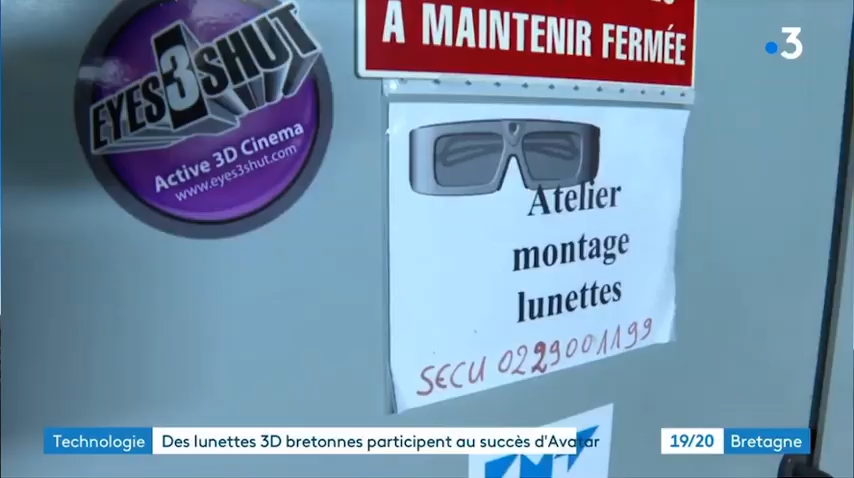 À MAINTENIR FERMÉE
3
EYES3SHUT
Active 3D Cinema
www.eyes3shut.com
Atelier
montage
lunettes
SECU 0229001199
Technologie Des lunettes 3D bretonnes participent au succès d'Avatar 19/20 Bretagne